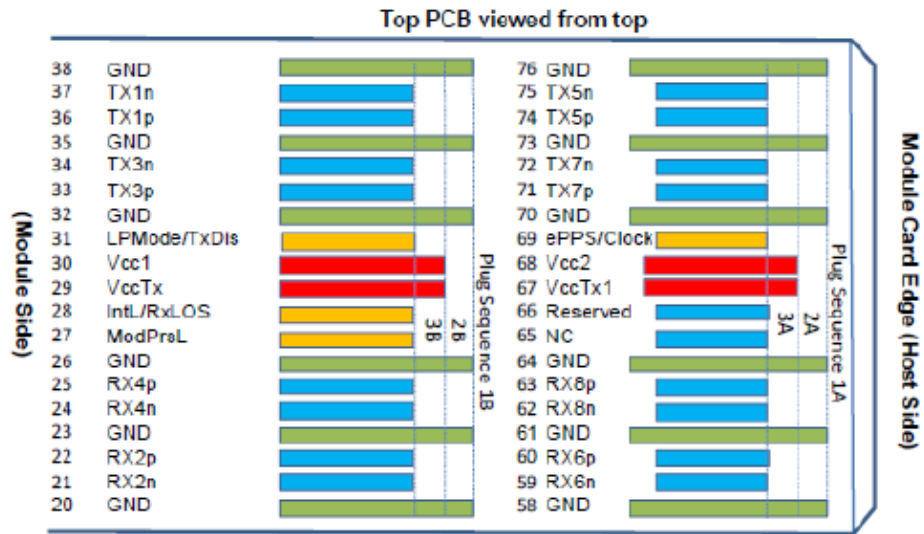 Top PCB viewed from top
38 GND 76 GND
37 TX1n 75 TX5n
36 TX1p 74 TX5p
35 GND 73 GND
34 TX3n 72 TX7n
33 TX3p 71 TX7p
32 GND 70 GND
31 LPMode/TxDis 69 ePPS/Clock
30 Vcc1 68 Vcc2
29 VccTx 67 VccTx1
28 IntL/RxLOS 66 Reserved
27 ModPrsL 65 NC
26 GND 64 GND
25 RX4p 63 RX8p
24 RX4n 62 RX8n
23 GND 61 GND
22 RX2p 60 RX6p
21 RX2n 59 RX6n
20 GND 58 GND
(Module Side)
3B
2B
Plug Sequence 1B
3A
2A
Plug Sequence 1A
Module Card Edge (Host Side)